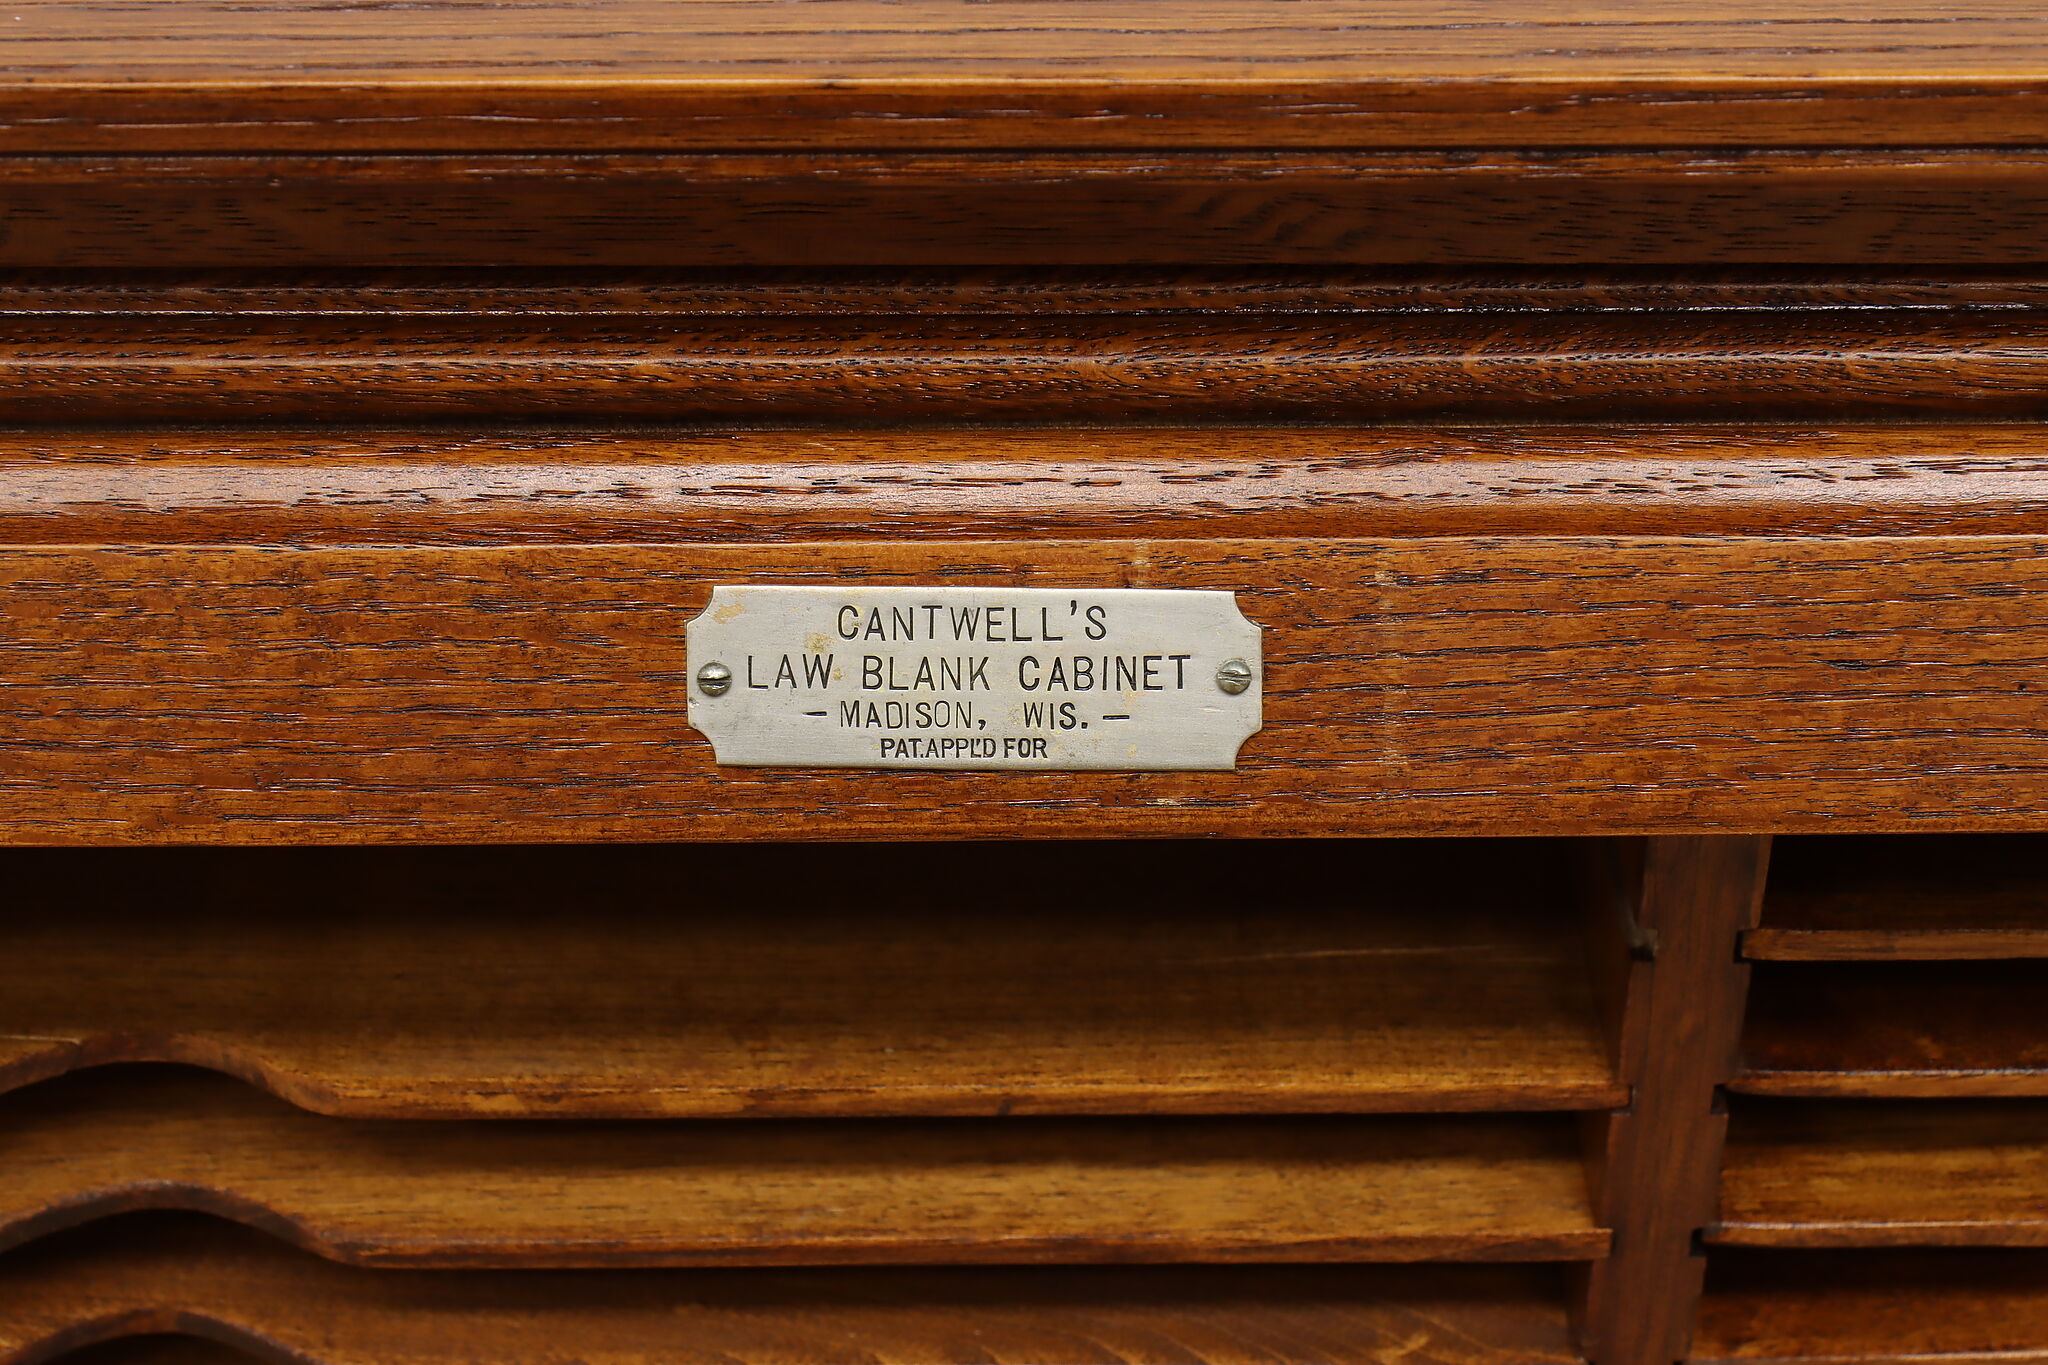 CANTWELL'S
LAW BLANK CABINET
- MADISON, WIS. -
PAT. APPL'D FOR